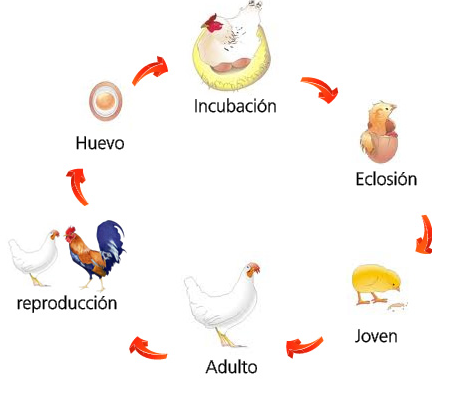 Incubación
Huevo
Eclosión
reproducción
Joven
Adulto